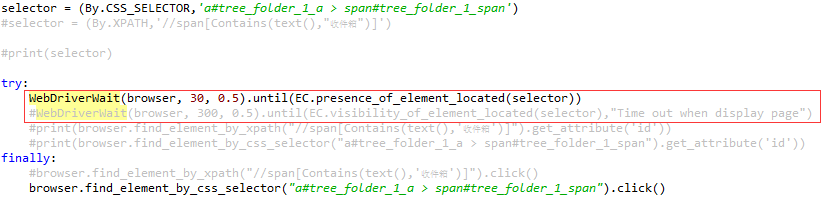 selector = (By.CSS_SELECTOR,'a#tree_folder_1_a > span#tree_folder_1_span')
#selector = (By.XPATH,'//span[Contains(text(),"收件箱")]')
#print(selector)
try:
WebDriverWait(browser, 30, 0.5).until(EC.presence_of_element_located(selector))
#WebDriverWait(browser, 300, 0.5).until(EC.visibility_of_element_located(selector),"Time out when display page")
#print(browser.find_element_by_xpath("//span[Contains(text(),'收件箱')]").get_attribute('id'))
#print(browser.find_element_by_css_selector("a#tree_folder_1_a > span#tree_folder_1_span").get_attribute('id'))
finally:
#browser.find_element_by_xpath("//span[Contains(text(),'收件箱')]").click()
browser.find_element_by_css_selector("a#tree_folder_1_a > span#tree_folder_1_span").click()